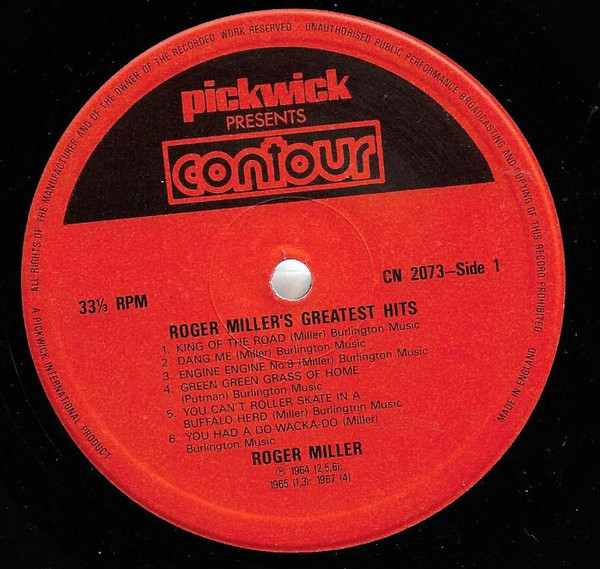 ALL RIGHTS OF THE MANUFACTURER AND OF THE OWNER OF THE RECORDED WORK RESERVED - UNAUTHORISED PUBLIC PERFORMANCE BROADCASTING AND COPYING OF THIS RECORD PROHIBITED
pickwick
PRESENTS
contour
33⅓ RPM
CN 2073–Side 1
ROGER MILLER'S GREATEST HITS
1. KING OF THE ROAD (Miller) Burlington Music
2. DANG ME (Miller) Burlington Music
3. ENGINE ENGINE No.9 (Miller) Burlington Music
4. GREEN GREEN GRASS OF HOME
(Putman) Burlington Music
5. YOU CAN'T ROLLER SKATE IN A
BUFFALO HERD (Miller) Burlington Music
6. YOU HAD A DO WACKA-DO (Miller)
Burlington Music
ROGER MILLER
℗ 1964 (2,5,6):
1965 (1,3): 1967 (4)
A PICKWICK INTERNATIONAL PRODUCT
MADE IN ENGLAND